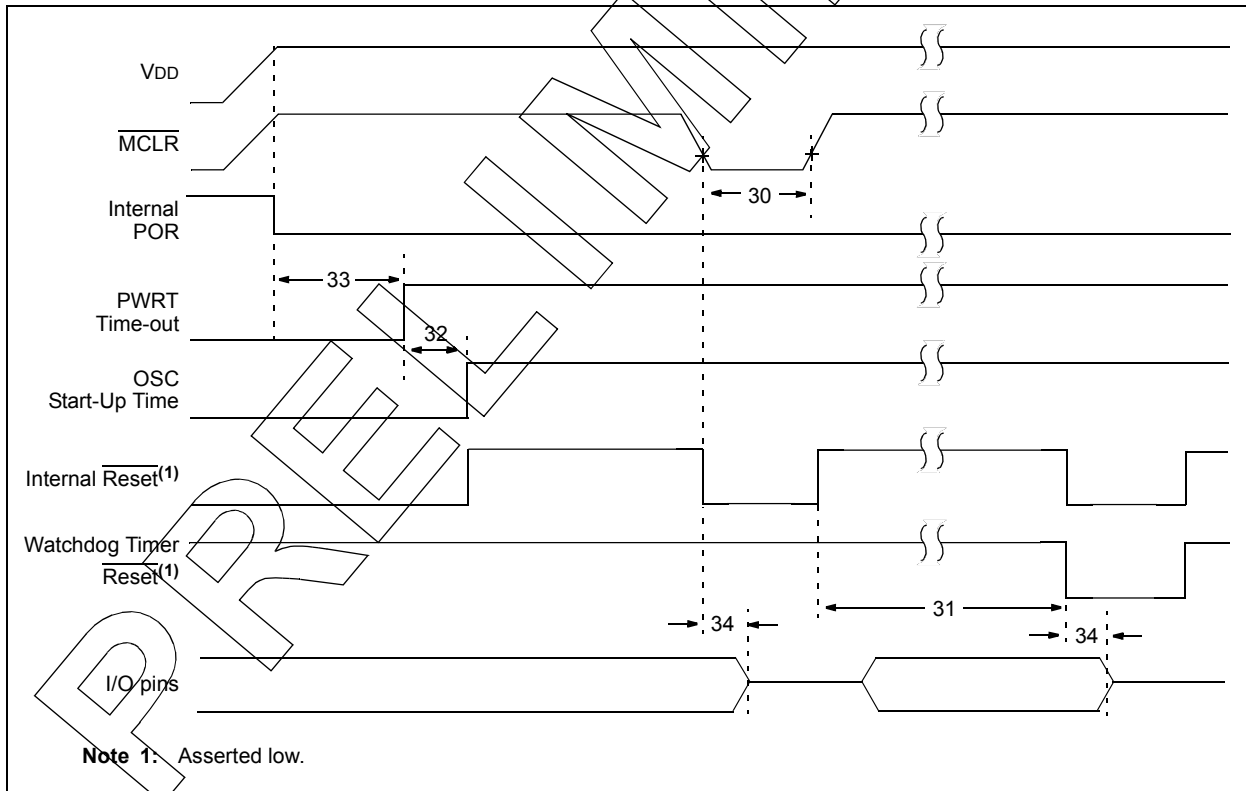 VDD
MCLR
30
Internal
POR
33
PWRT
Time-out
32
OSC
Start-Up Time
Internal Reset(1)
Watchdog Timer
Reset(1)
31
34
34
I/O pins
Note 1: Asserted low.
PRELIMI